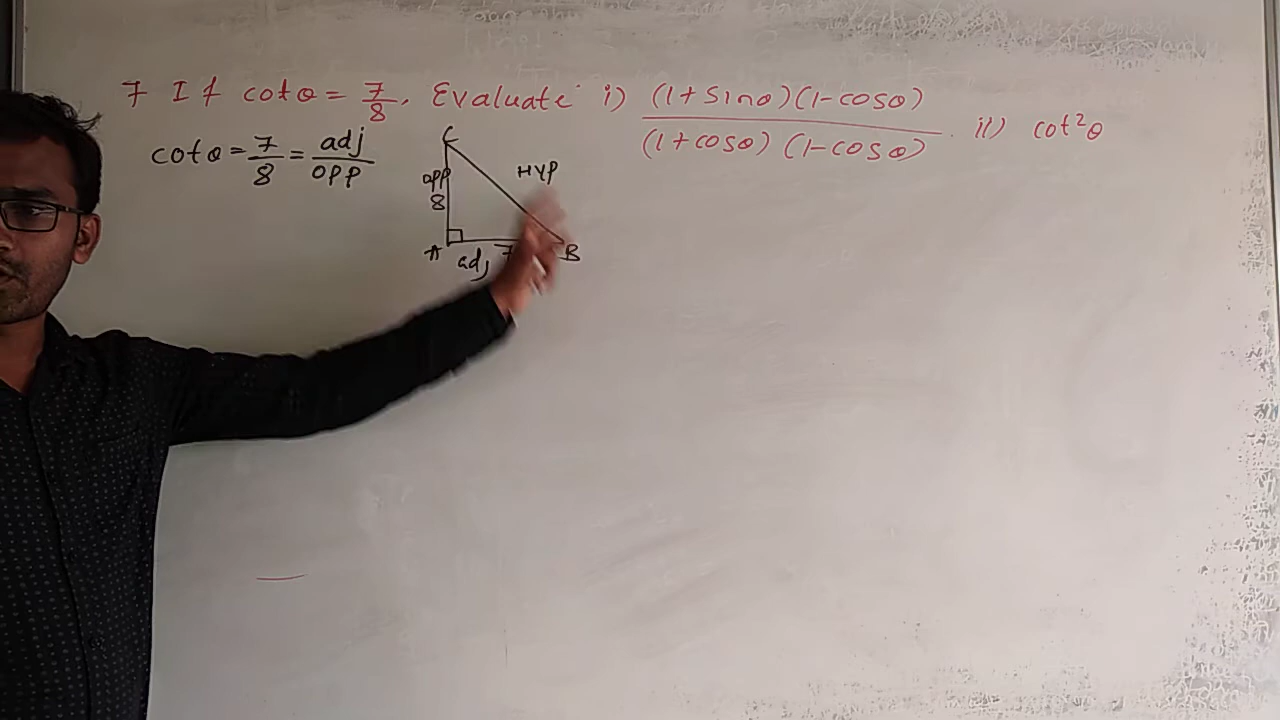 7 If cotθ = 7/8, Evaluate i) (1+sinθ)(1-cosθ) / (1+cosθ)(1-cosθ) . ii) cot²θ
cotθ = 7/8 = adj/opp
C
opp
8
HYP
A
adj 7
B